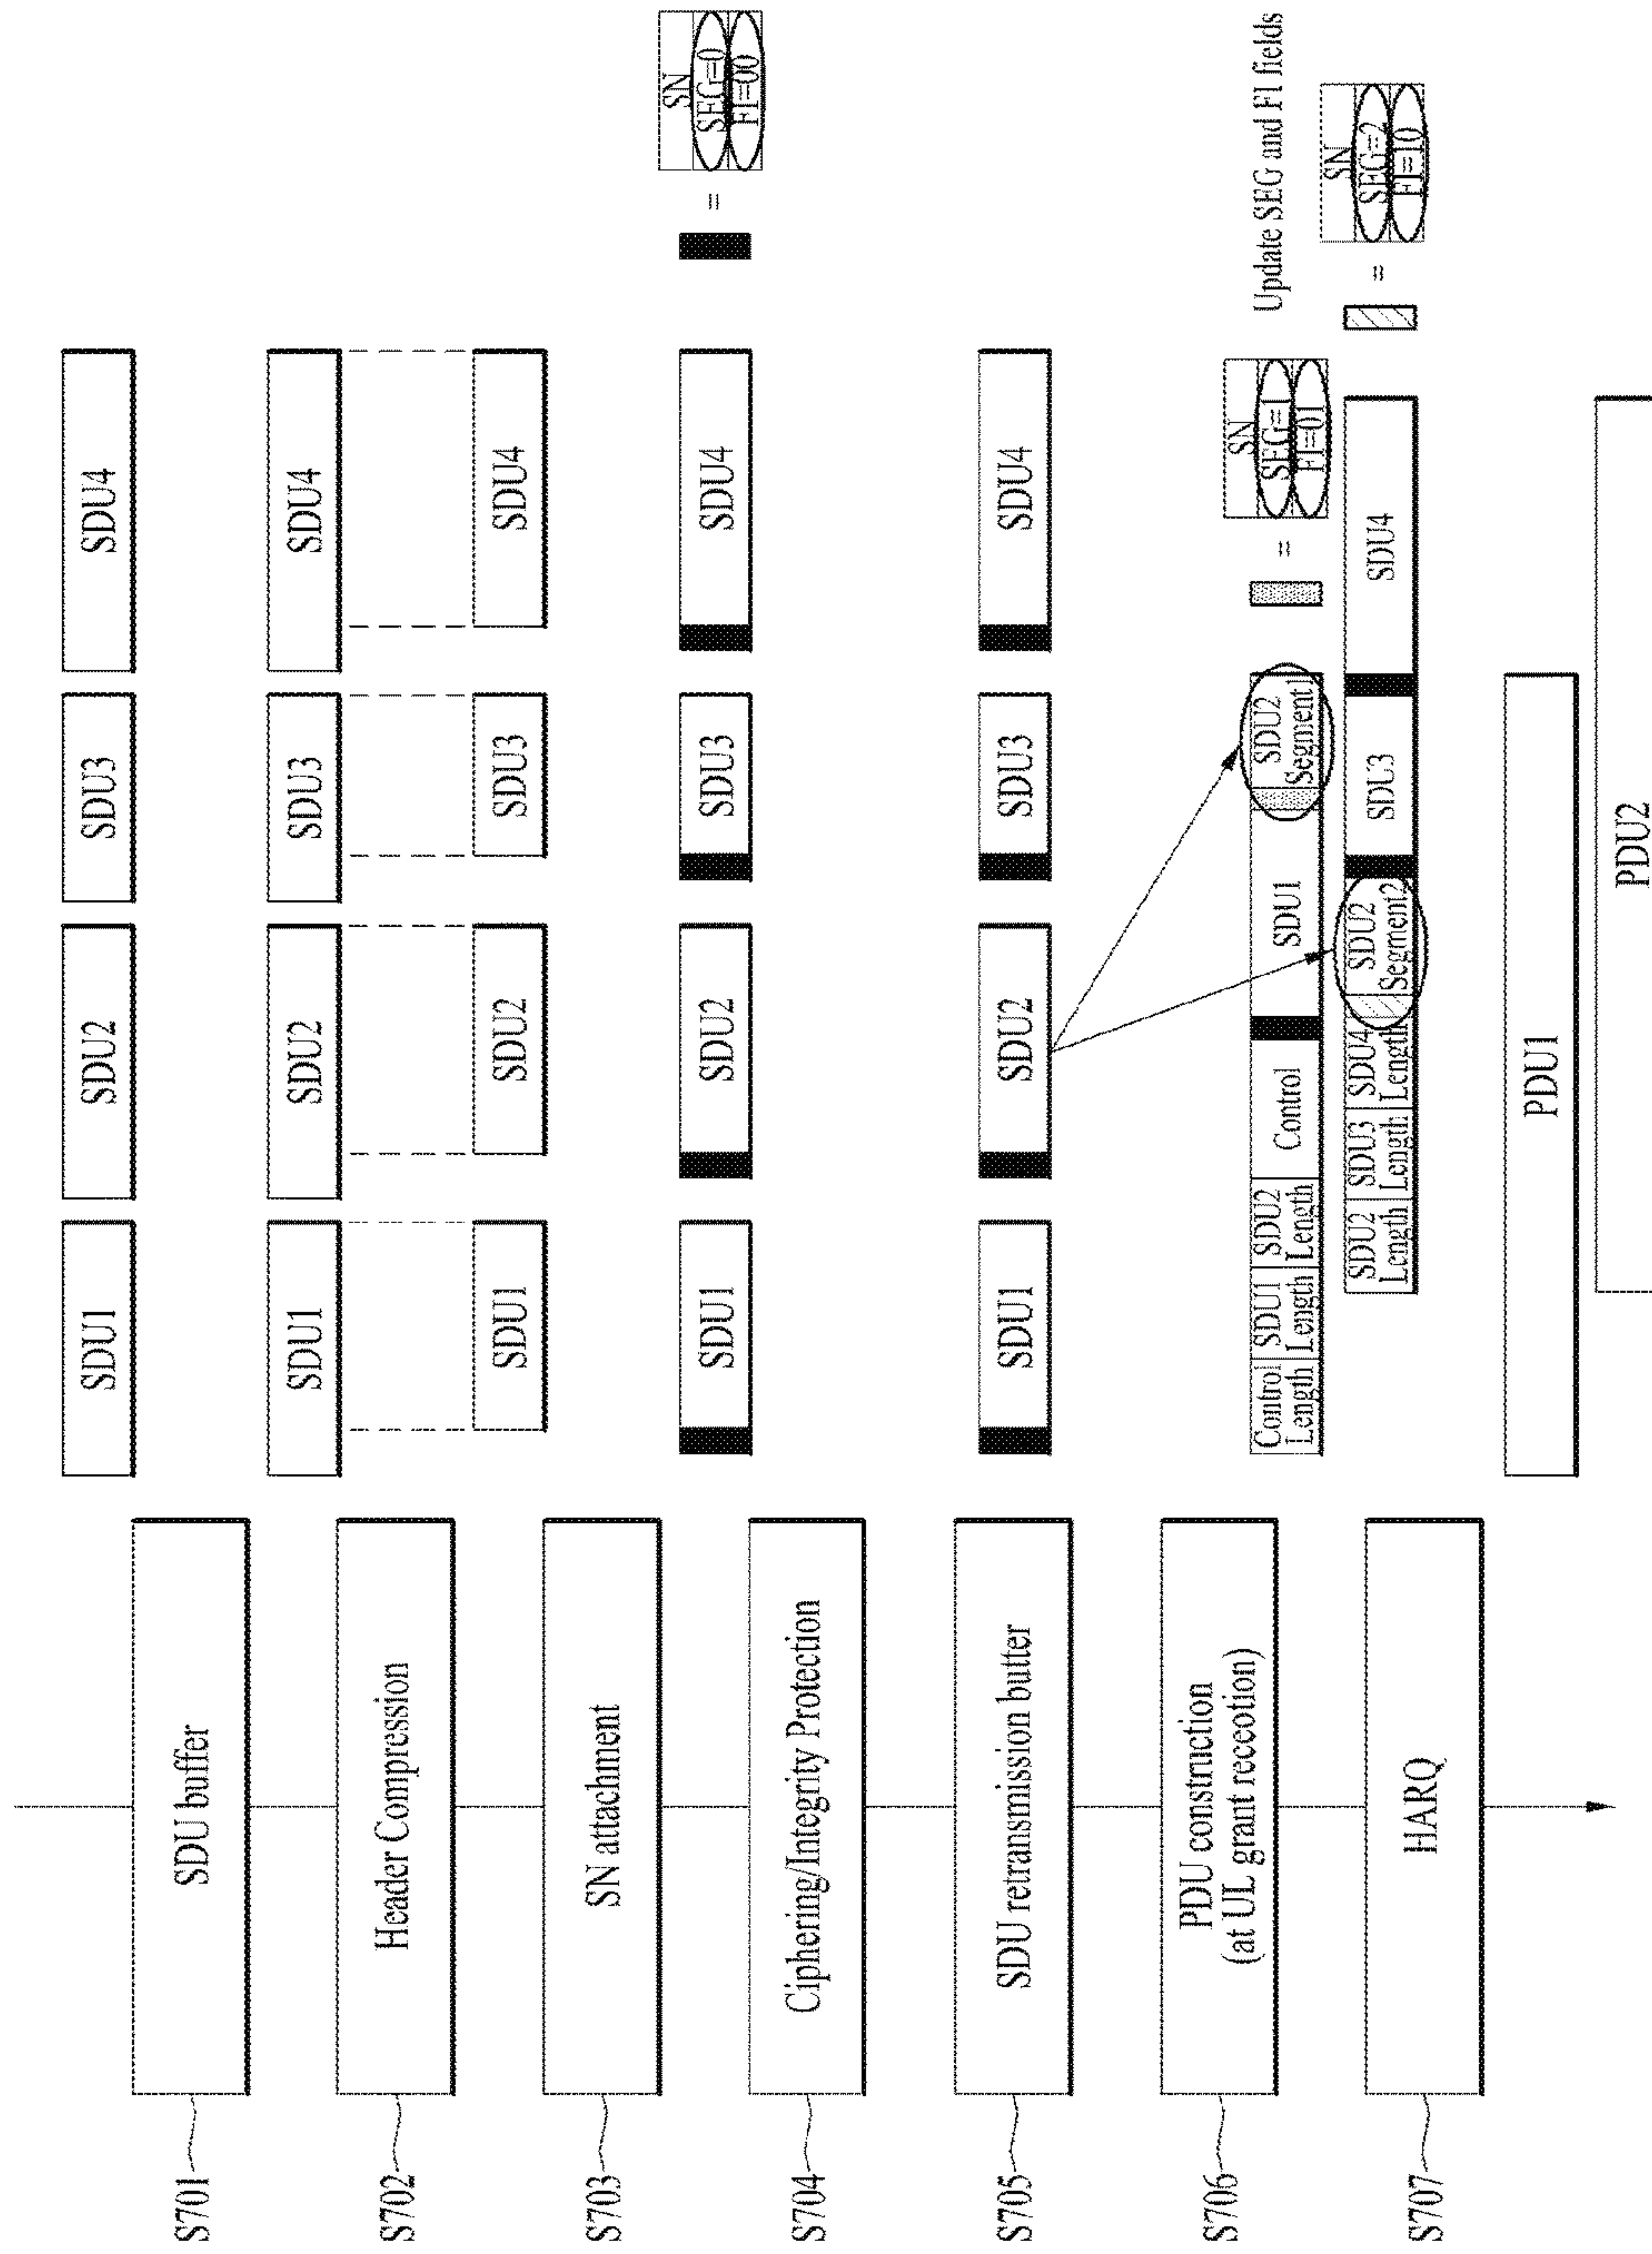 S701
SDU buffer
SDU1
SDU2
SDU3
SDU4
S702
Header Compression
SDU1
SDU2
SDU3
SDU4
S703
SN attachment
SDU1
SDU2
SDU3
SDU4
S704
Ciphering/Integrity Protection
SDU1
SDU2
SDU3
SDU4
=
SN
SEG=0
FI=00
S705
SDU retransmission butter
SDU1
SDU2
SDU3
SDU4
S706
PDU construction
(at UL grant receotion)
Control
Length
SDU1
Length
SDU2
Length
Control
SDU1
SDU2
Segment1
=
SN
SEG=1
FI=01
Update SEG and FI fields
SDU2
Length
SDU3
Length
SDU4
Length
SDU2
Segment2
SDU3
SDU4
=
SN
SEG=2
FI=10
S707
HARQ
PDU1
PDU2